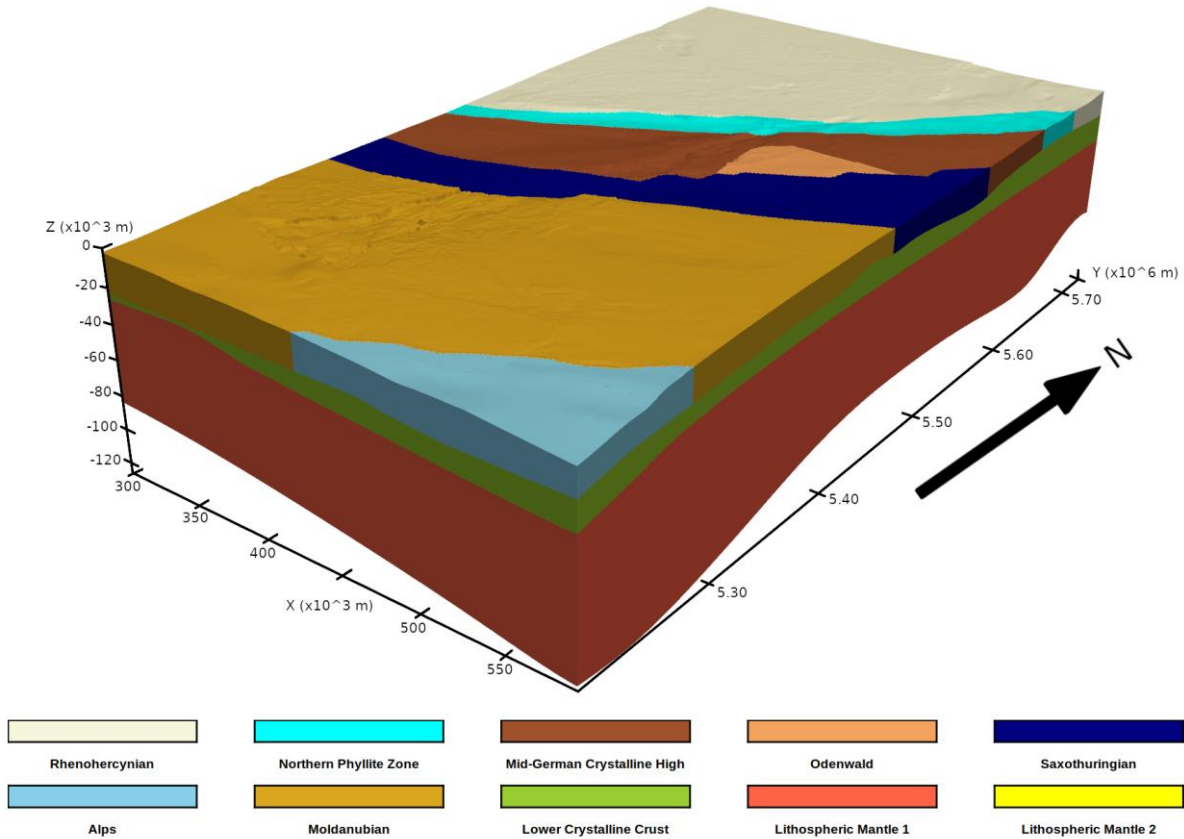 Z (x10^3 m)
0
-20
-40
-60
-80
-100
-120
300
350
400
X (x10^3 m)
500
550
Y (x10^6 m)
5.70
5.60
5.50
5.40
5.30
N
Rhenohercynian
Northern Phyllite Zone
Mid-German Crystalline High
Odenwald
Saxothuringian
Alps
Moldanubian
Lower Crystalline Crust
Lithospheric Mantle 1
Lithospheric Mantle 2